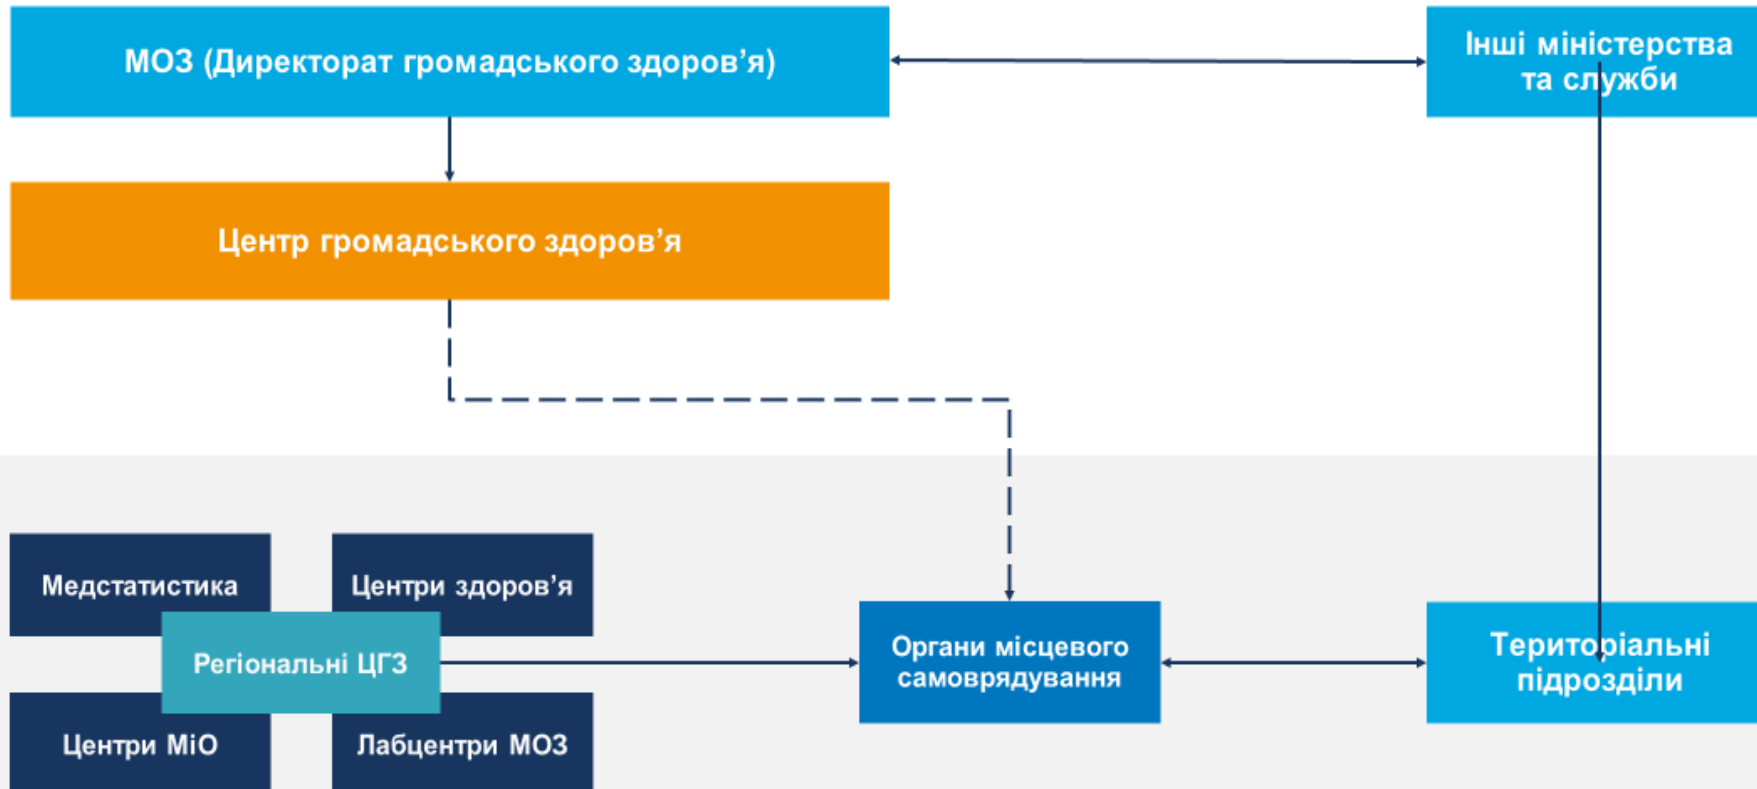 МОЗ (Директорат громадського здоров’я)
Інші міністерства
та служби
Центр громадського здоров’я
Медстатистика
Центри здоров’я
Регіональні ЦГЗ
Органи місцевого
самоврядування
Територіальні
підрозділи
Центри МіО
Лабцентри МОЗ